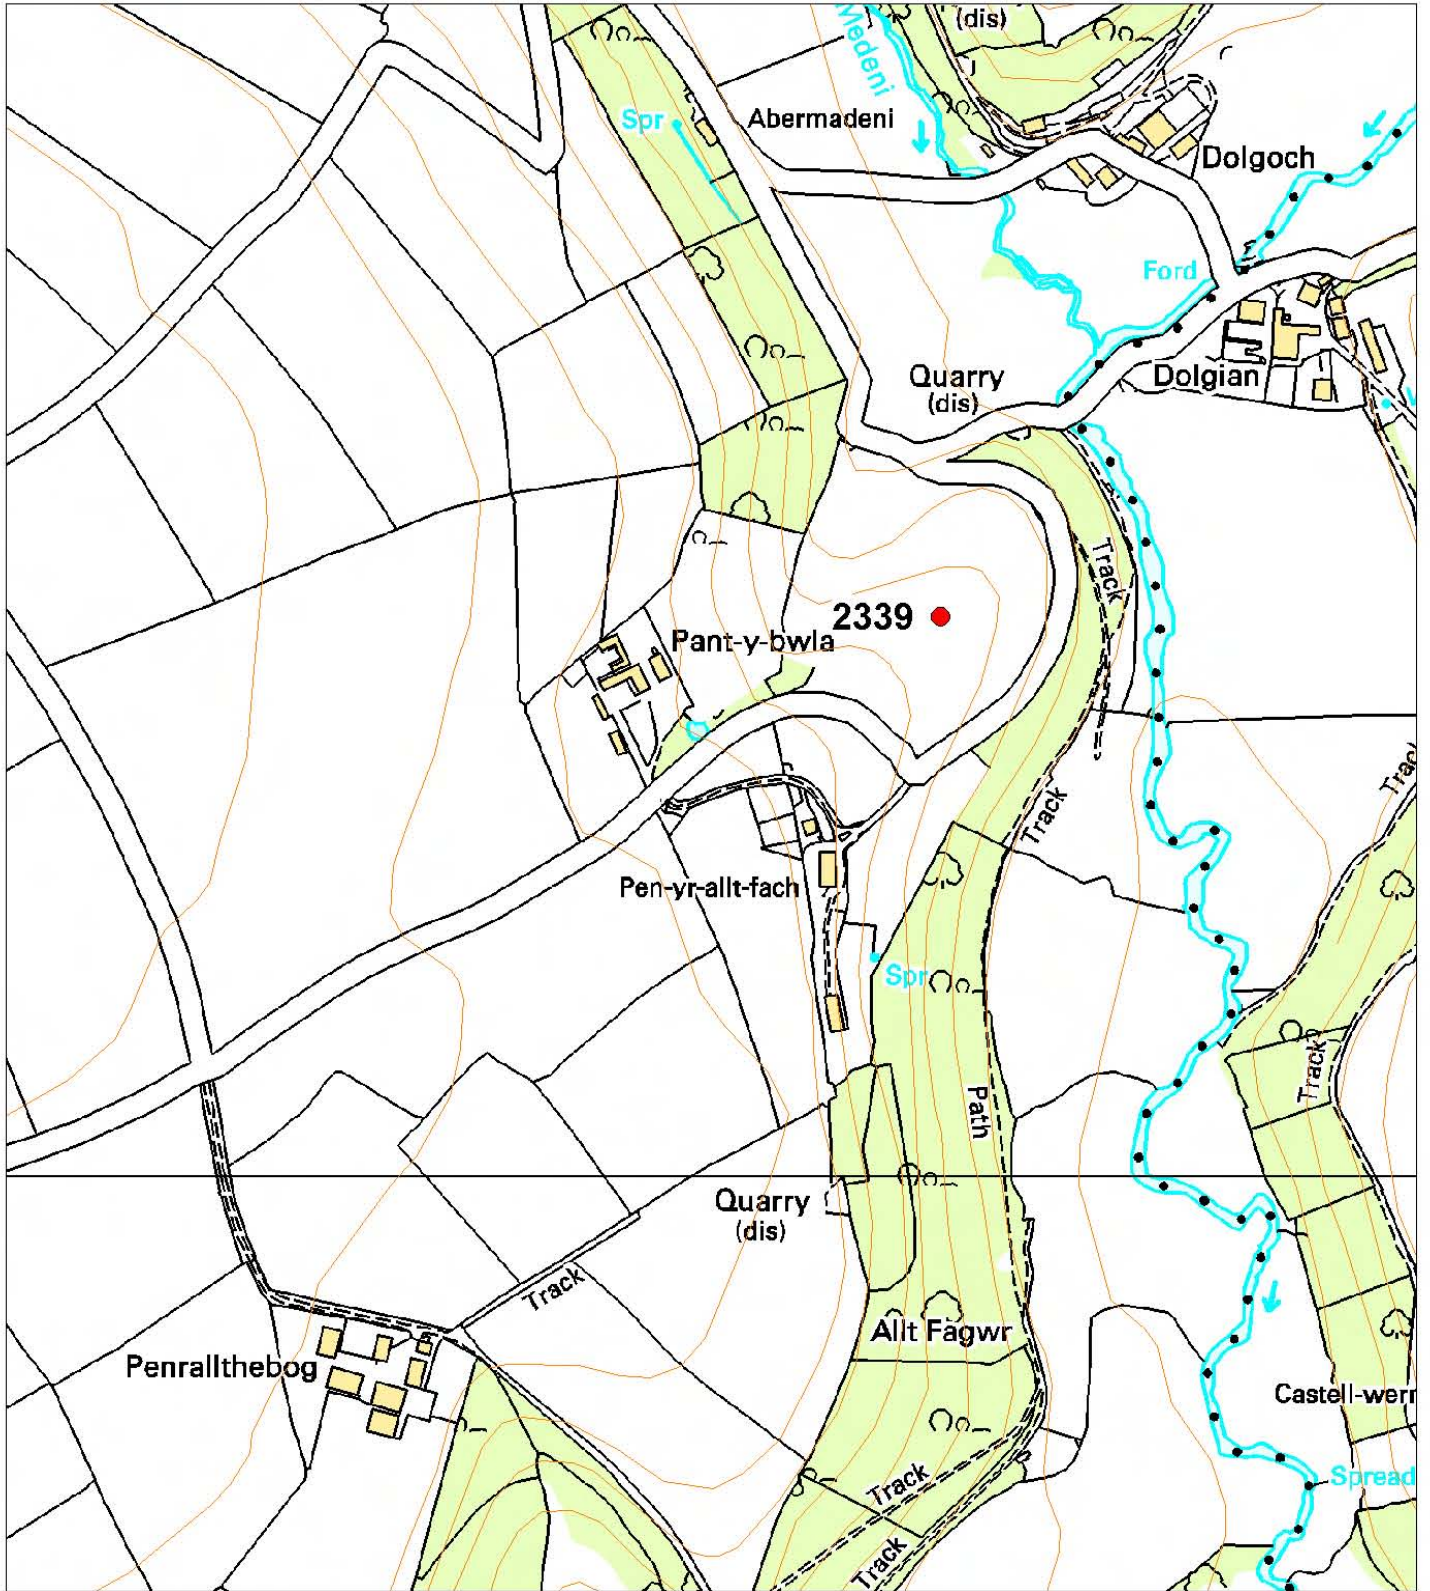 (dis)
Medeni
Spr
Abermadeni
Dolgoch
Ford
Quarry
(dis)
Dolgian
Track
2339
Pant-y-bwla
Track
Pen-yr-allt-fach
Spr
Track
Path
Quarry
(dis)
Track
Allt Fagwr
Penrallthebog
Castell-werr
Spread
Track
Track